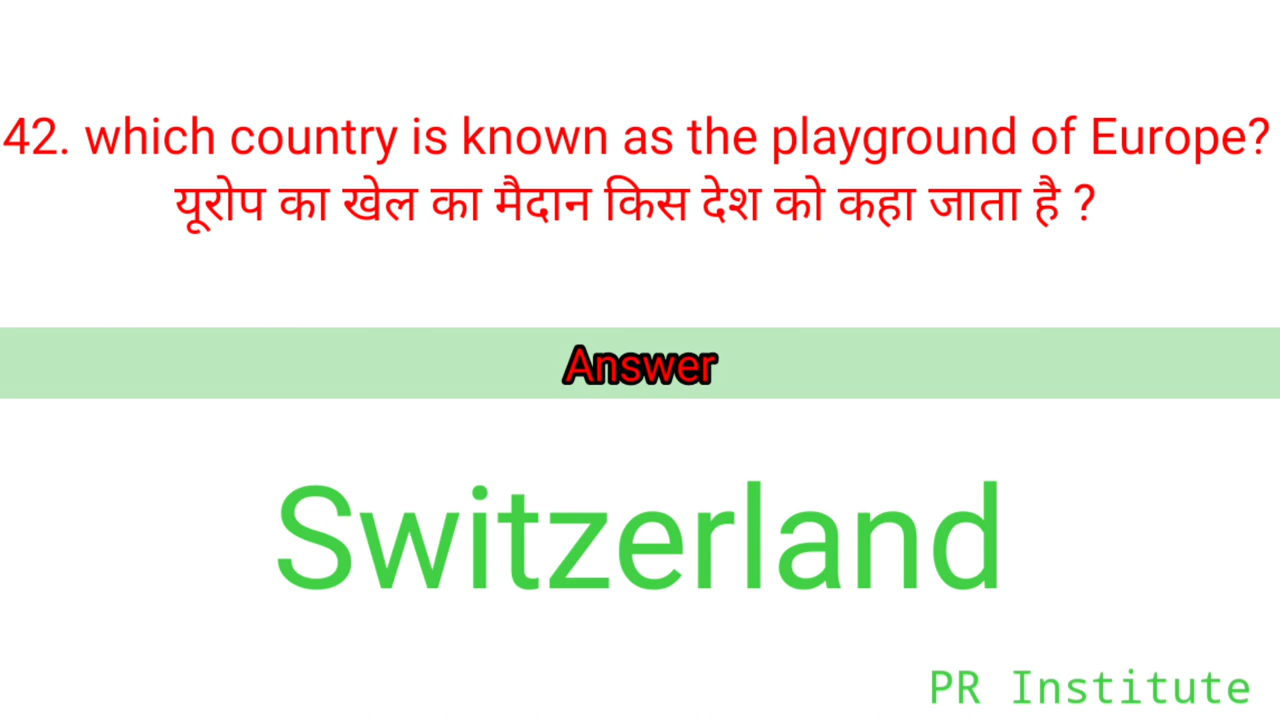 42. which country is known as the playground of Europe?
यूरोप का खेल का मैदान किस देश को कहा जाता है ?
Answer
Switzerland
PR Institute